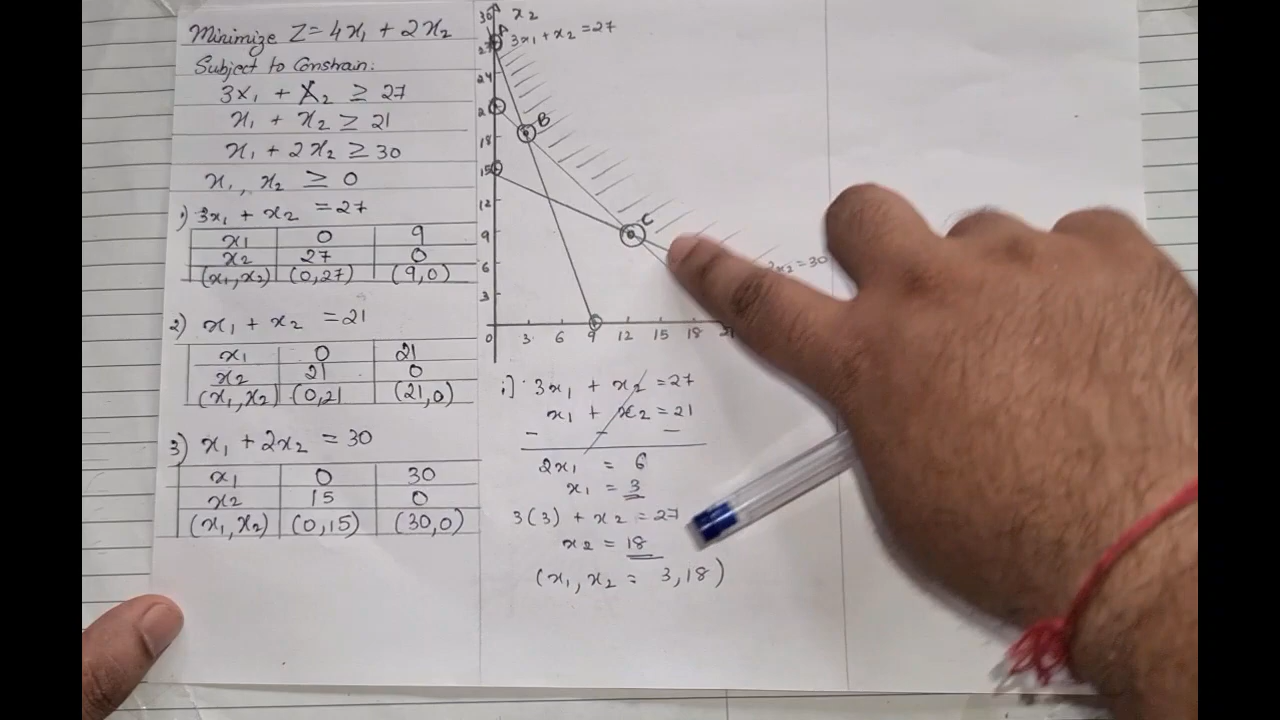 Minimize Z = 4x₁ + 2x₂
Subject to Constrain:
3x₁ + x₂ ≥ 27
x₁ + x₂ ≥ 21
x₁ + 2x₂ ≥ 30
x₁, x₂ ≥ 0
1) 3x₁ + x₂ = 27
x₁ 0 9
x₂ 27 0
(x₁,x₂) (0,27) (9,0)
2) x₁ + x₂ = 21
x₁ 0 21
x₂ 21 0
(x₁,x₂) (0,21 (21,0)
3) x₁ + 2x₂ = 30
x₁ 0 30
x₂ 15 0
(x₁,x₂) (0,15) (30,0)
30 x₂
27 3x₁ + x₂ = 27
24
B
18
15
12
C
9
6 2x₂ = 30
3
0 3 6 9 12 15 18 21
i] 3x₁ + x₂ = 27
x₁ + x₂ = 21
− − −
2x₁ = 6
x₁ = 3
3(3) + x₂ = 27
x₂ = 18
(x₁, x₂ = 3,18)